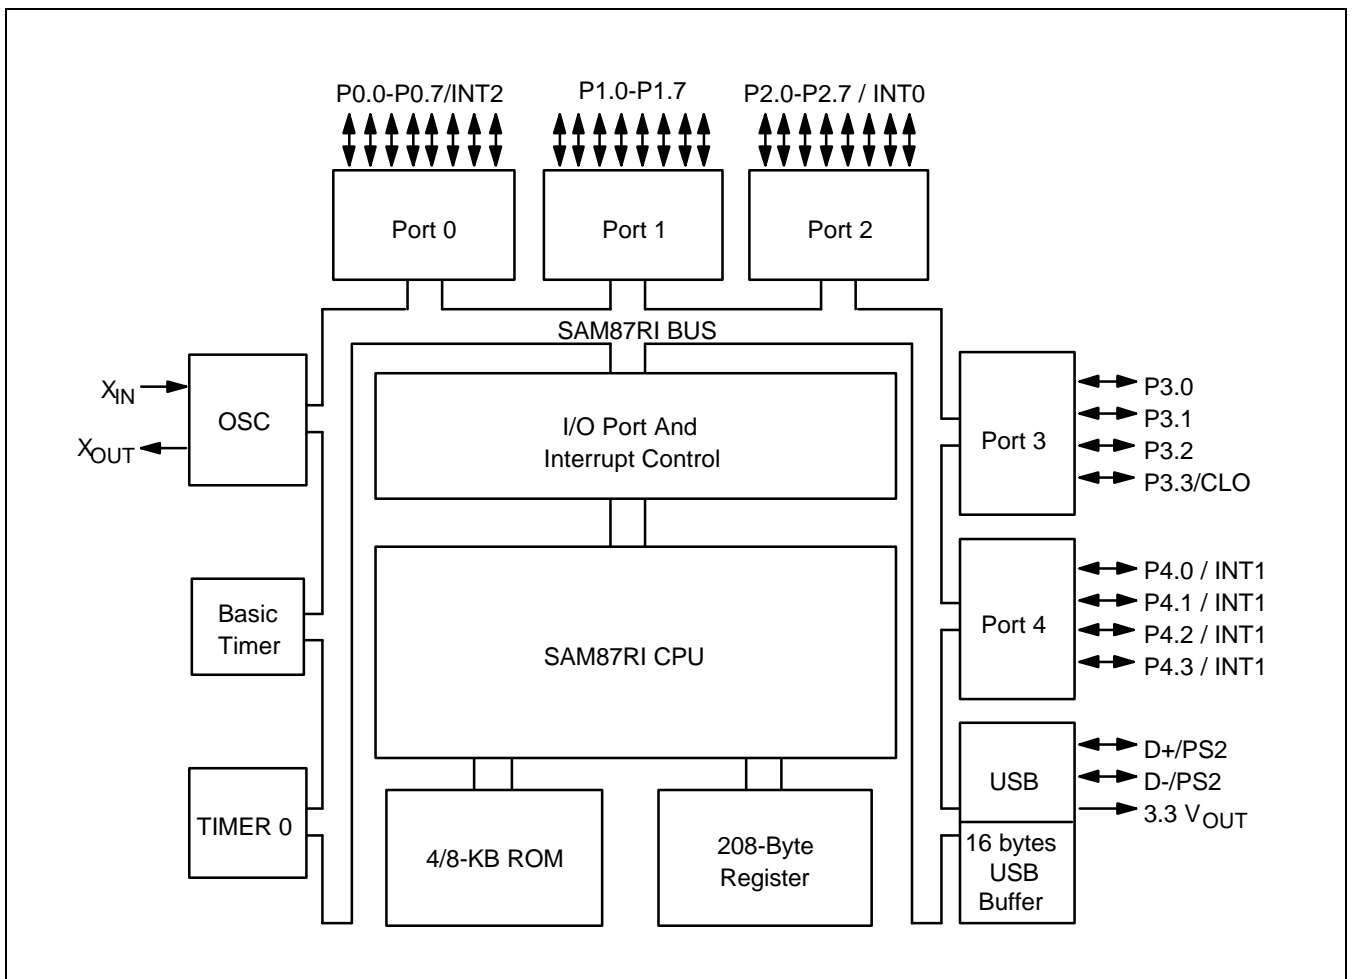 P0.0-P0.7/INT2
P1.0-P1.7
P2.0-P2.7 / INT0
Port 0
Port 1
Port 2
SAM87RI BUS
XIN
XOUT
OSC
I/O Port And
Interrupt Control
Port 3
P3.0
P3.1
P3.2
P3.3/CLO
Basic
Timer
SAM87RI CPU
Port 4
P4.0 / INT1
P4.1 / INT1
P4.2 / INT1
P4.3 / INT1
TIMER 0
4/8-KB ROM
208-Byte
Register
USB
D+/PS2
D-/PS2
3.3 VOUT
16 bytes
USB
Buffer